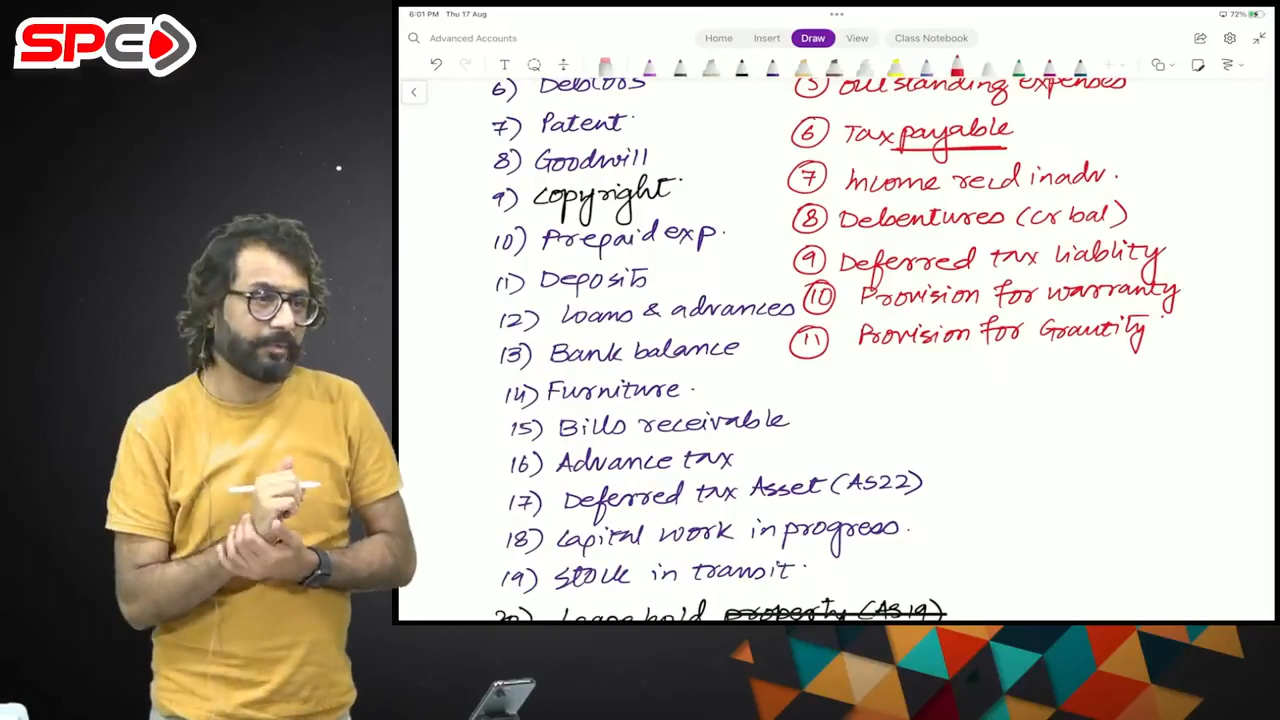 SPE
6:01 PM Thu 17 Aug
72%
Advanced Accounts
Home Insert Draw View Class Notebook
6) Debtors
7) Patent
8) Goodwill
9) Copyright
10) Prepaid exp.
11) Deposits
12) Loans & advances
13) Bank balance
14) Furniture
15) Bills receivable
16) Advance tax
17) Deferred tax Asset (AS22)
18) Capital work in progress.
19) Stock in transit
20) Leasehold property (AS19)
5 Outstanding expenses
6 Tax payable
7 Income recd in adv.
8 Debentures (cr bal)
9 Deferred tax liablity
10 Provision for warranty
11 Provision for Grautity